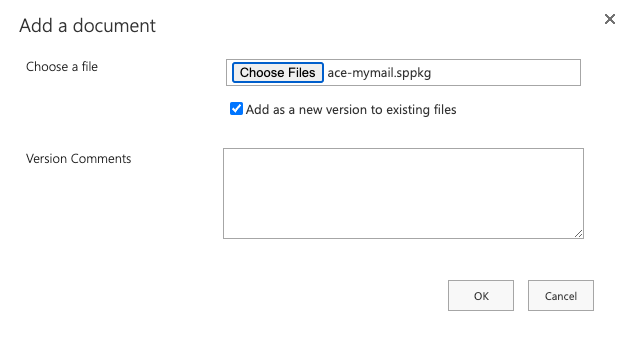 Add a document
Choose a file
Choose Files ace-mymail.sppkg
Add as a new version to existing files
Version Comments
OK
Cancel